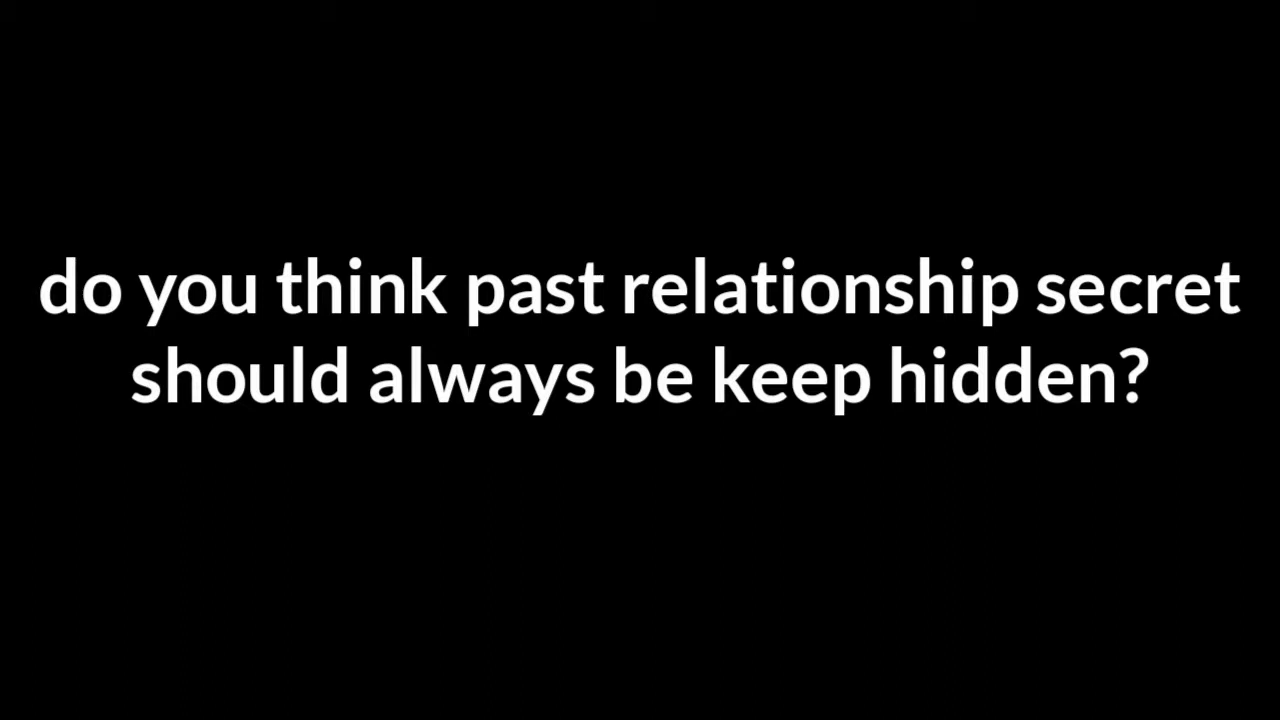 do you think past relationship secret
should always be keep hidden?